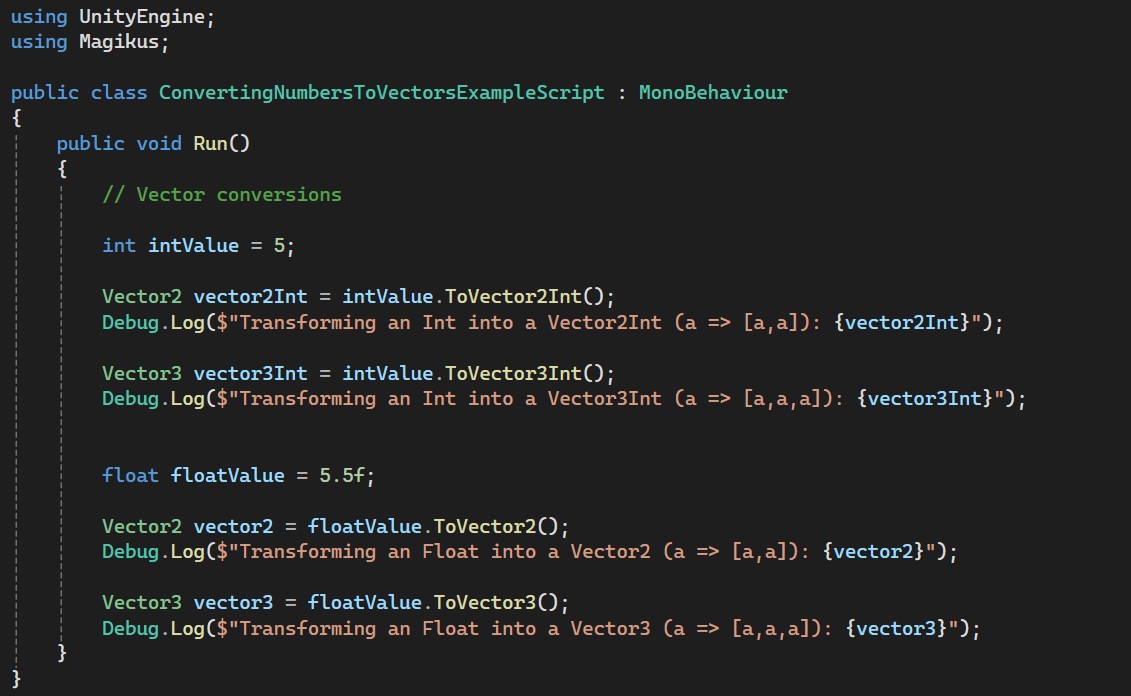 using UnityEngine;
using Magikus;
public class ConvertingNumbersToVectorsExampleScript : MonoBehaviour
{
public void Run()
{
// Vector conversions
int intValue = 5;
Vector2 vector2Int = intValue.ToVector2Int();
Debug.Log($"Transforming an Int into a Vector2Int (a => [a,a]): {vector2Int}");
Vector3 vector3Int = intValue.ToVector3Int();
Debug.Log($"Transforming an Int into a Vector3Int (a => [a,a,a]): {vector3Int}");
float floatValue = 5.5f;
Vector2 vector2 = floatValue.ToVector2();
Debug.Log($"Transforming an Float into a Vector2 (a => [a,a]): {vector2}");
Vector3 vector3 = floatValue.ToVector3();
Debug.Log($"Transforming an Float into a Vector3 (a => [a,a,a]): {vector3}");
}
}